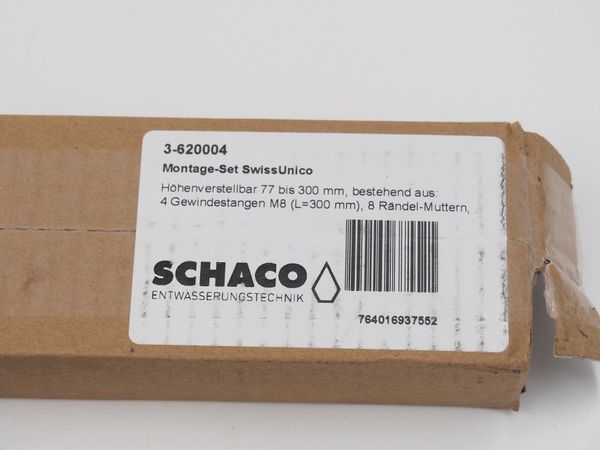 3-620004
Montage-Set SwissUnico
Höhenverstellbar 77 bis 300 mm, bestehend aus:
4 Gewindestangen M8 (L=300 mm), 8 Rändel-Muttern,
SCHACO
ENTWÄSSERUNGSTECHNIK
764016937552